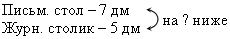 Письм. стол – 7 дм
Журн. столик – 5 дм
на ? ниже